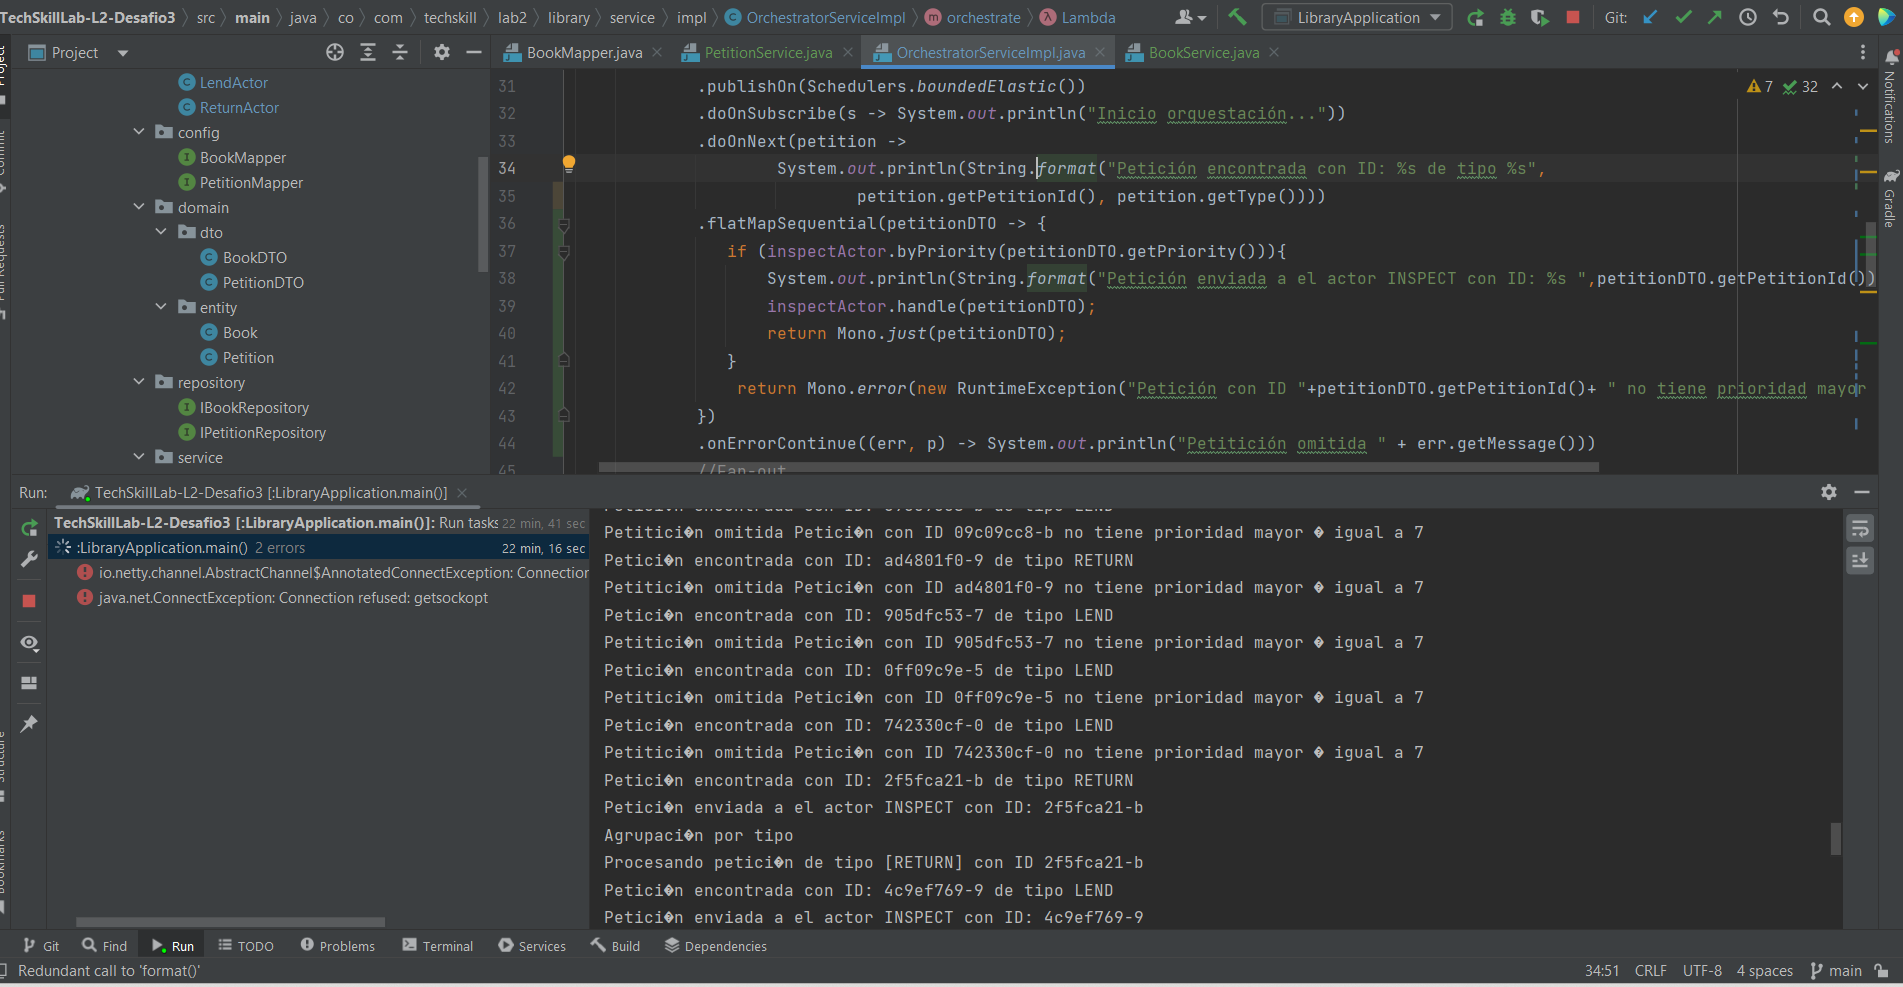 TechSkillLab-L2-Desafio3 src main java co com techskill lab2 library service impl OrchestratorServiceImpl orchestrate Lambda LibraryApplication Git:
Project
BookMapper.java PetitionService.java OrchestratorServiceImpl.java BookService.java
LendActor
ReturnActor
config
BookMapper
PetitionMapper
domain
dto
BookDTO
PetitionDTO
entity
Book
Petition
repository
IBookRepository
IPetitionRepository
service
31 .publishOn(Schedulers.boundedElastic())
32 .doOnSubscribe(s -> System.out.println("Inicio orquestación..."))
33 .doOnNext(petition ->
34 System.out.println(String.format("Petición encontrada con ID: %s de tipo %s",
35 petition.getPetitionId(), petition.getType())))
36 .flatMapSequential(petitionDTO -> {
37 if (inspectActor.byPriority(petitionDTO.getPriority())){
38 System.out.println(String.format("Petición enviada a el actor INSPECT con ID: %s ",petitionDTO.getPetitionId())
39 inspectActor.handle(petitionDTO);
40 return Mono.just(petitionDTO);
41 }
42 return Mono.error(new RuntimeException("Petición con ID "+petitionDTO.getPetitionId()+ " no tiene prioridad mayor
43 })
44 .onErrorContinue((err, p) -> System.out.println("Petitición omitida " + err.getMessage()))
45 //Fan-out
7 32
Notifications
Gradle
Project
Commit
Pull Requests
Structure
Bookmarks
Run: TechSkillLab-L2-Desafio3 [:LibraryApplication.main()]
TechSkillLab-L2-Desafio3 [:LibraryApplication.main()]: Run tasks 22 min, 41 sec
:LibraryApplication.main() 2 errors 22 min, 16 sec
io.netty.channel.AbstractChannel$AnnotatedConnectException: Connection
java.net.ConnectException: Connection refused: getsockopt
Petitici�n omitida Petici�n con ID 09c09cc8-b no tiene prioridad mayor � igual a 7
Petici�n encontrada con ID: ad4801f0-9 de tipo RETURN
Petitici�n omitida Petici�n con ID ad4801f0-9 no tiene prioridad mayor � igual a 7
Petici�n encontrada con ID: 905dfc53-7 de tipo LEND
Petitici�n omitida Petici�n con ID 905dfc53-7 no tiene prioridad mayor � igual a 7
Petici�n encontrada con ID: 0ff09c9e-5 de tipo LEND
Petitici�n omitida Petici�n con ID 0ff09c9e-5 no tiene prioridad mayor � igual a 7
Petici�n encontrada con ID: 742330cf-0 de tipo LEND
Petitici�n omitida Petici�n con ID 742330cf-0 no tiene prioridad mayor � igual a 7
Petici�n encontrada con ID: 2f5fca21-b de tipo RETURN
Petici�n enviada a el actor INSPECT con ID: 2f5fca21-b
Agrupaci�n por tipo
Procesando petici�n de tipo [RETURN] con ID 2f5fca21-b
Petici�n encontrada con ID: 4c9ef769-9 de tipo LEND
Petici�n enviada a el actor INSPECT con ID: 4c9ef769-9
Git Find Run TODO Problems Terminal Services Build Dependencies
Redundant call to 'format()' 34:51 CRLF UTF-8 4 spaces main